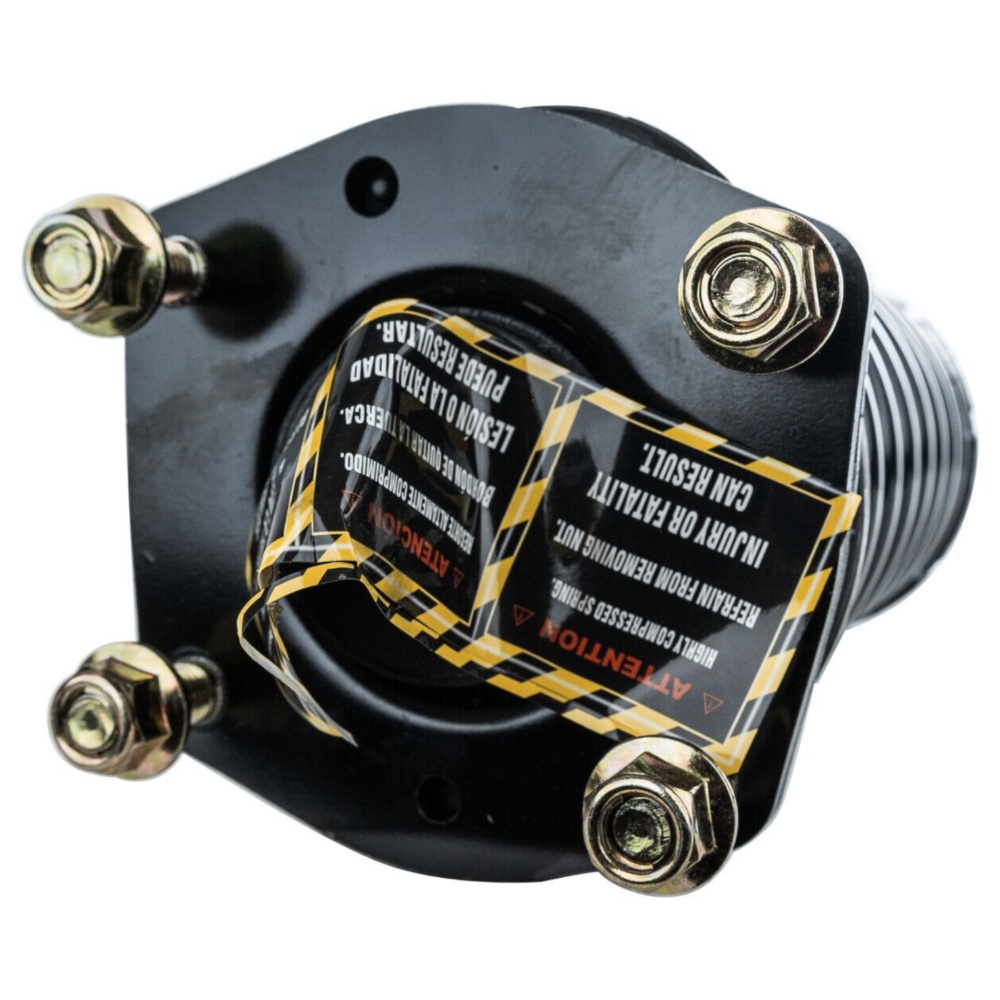 ATTENTION
HIGHLY COMPRESSED SPRING.
REFRAIN FROM REMOVING NUT.
INJURY OR FATALITY
CAN RESULT.
ATENCIÓN
RESORTE ALTAMENTE COMPRIMIDO.
BOTDON DE QUITAR LA TUERCA.
LESIÓN O LA FATALIDAD
PUEDE RESULTAR.